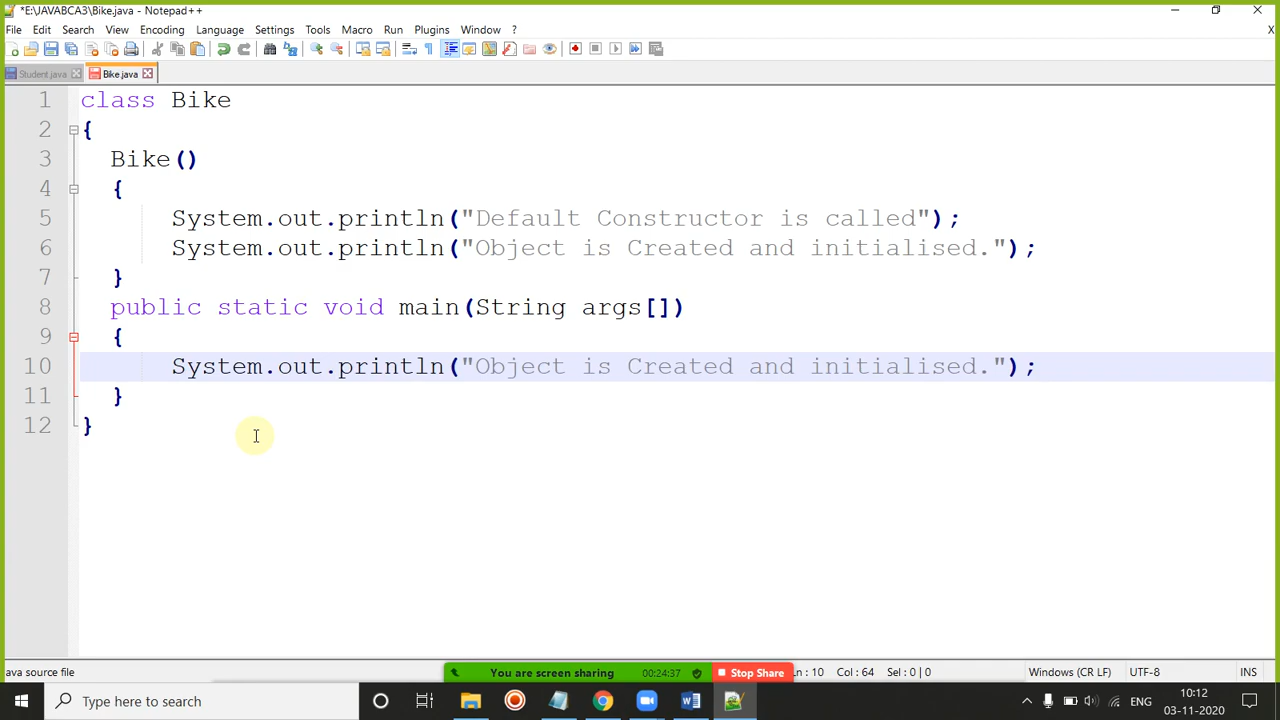 *E:\JAVABCA3\Bike.java - Notepad++
File Edit Search View Encoding Language Settings Tools Macro Run Plugins Window ? X
Student.java Bike.java
1 class Bike
2 {
3 Bike()
4 {
5 System.out.println("Default Constructor is called");
6 System.out.println("Object is Created and initialised.");
7 }
8 public static void main(String args[])
9 {
10 System.out.println("Object is Created and initialised.");
11 }
12 }
ava source file You are screen sharing 00:24:37 Stop Share Ln : 10 Col : 64 Sel : 0 | 0 Windows (CR LF) UTF-8 INS
Type here to search ENG 10:12
03-11-2020